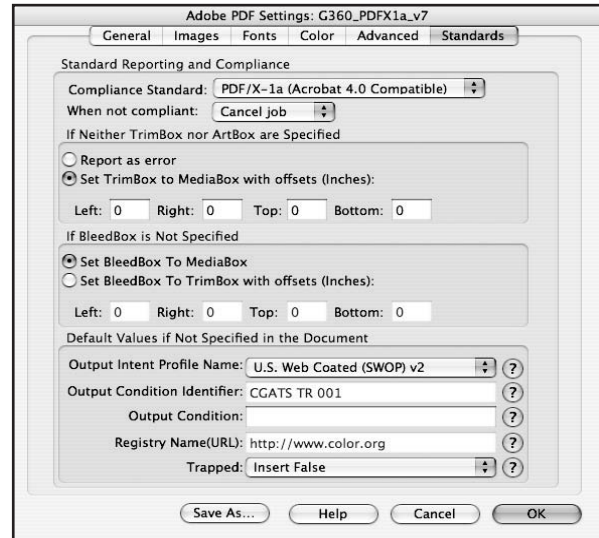 Adobe PDF Settings: G360_PDFX1a_v7
General Images Fonts Color Advanced Standards
Standard Reporting and Compliance
Compliance Standard: PDF/X-1a (Acrobat 4.0 Compatible)
When not compliant: Cancel job
If Neither TrimBox nor ArtBox are Specified
Report as error
Set TrimBox to MediaBox with offsets (Inches):
Left: 0 Right: 0 Top: 0 Bottom: 0
If BleedBox is Not Specified
Set BleedBox To MediaBox
Set BleedBox To TrimBox with offsets (Inches):
Left: 0 Right: 0 Top: 0 Bottom: 0
Default Values if Not Specified in the Document
Output Intent Profile Name: U.S. Web Coated (SWOP) v2 ?
Output Condition Identifier: CGATS TR 001 ?
Output Condition: ?
Registry Name(URL): http://www.color.org ?
Trapped: Insert False ?
Save As... Help Cancel OK